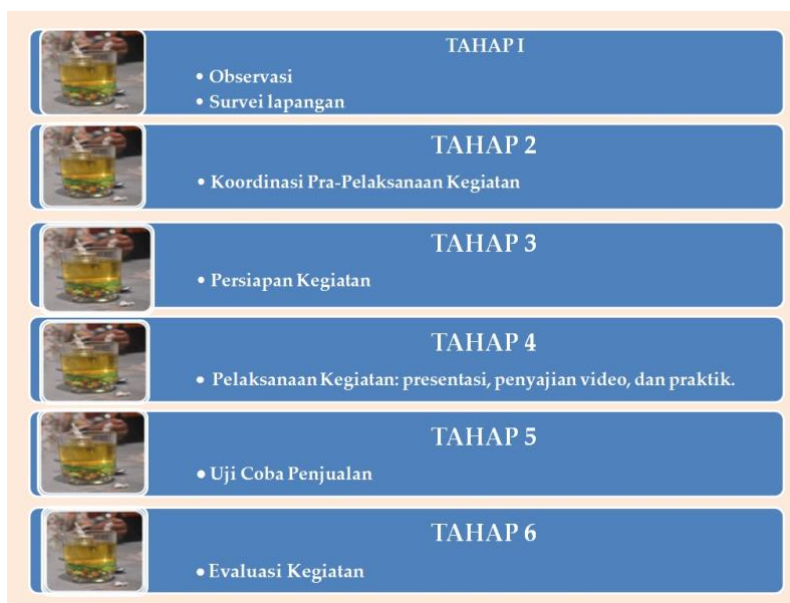 TAHAP I
• Observasi
• Survei lapangan
TAHAP 2
• Koordinasi Pra-Pelaksanaan Kegiatan
TAHAP 3
• Persiapan Kegiatan
TAHAP 4
• Pelaksanaan Kegiatan: presentasi, penyajian video, dan praktik.
TAHAP 5
• Uji Coba Penjualan
TAHAP 6
• Evaluasi Kegiatan